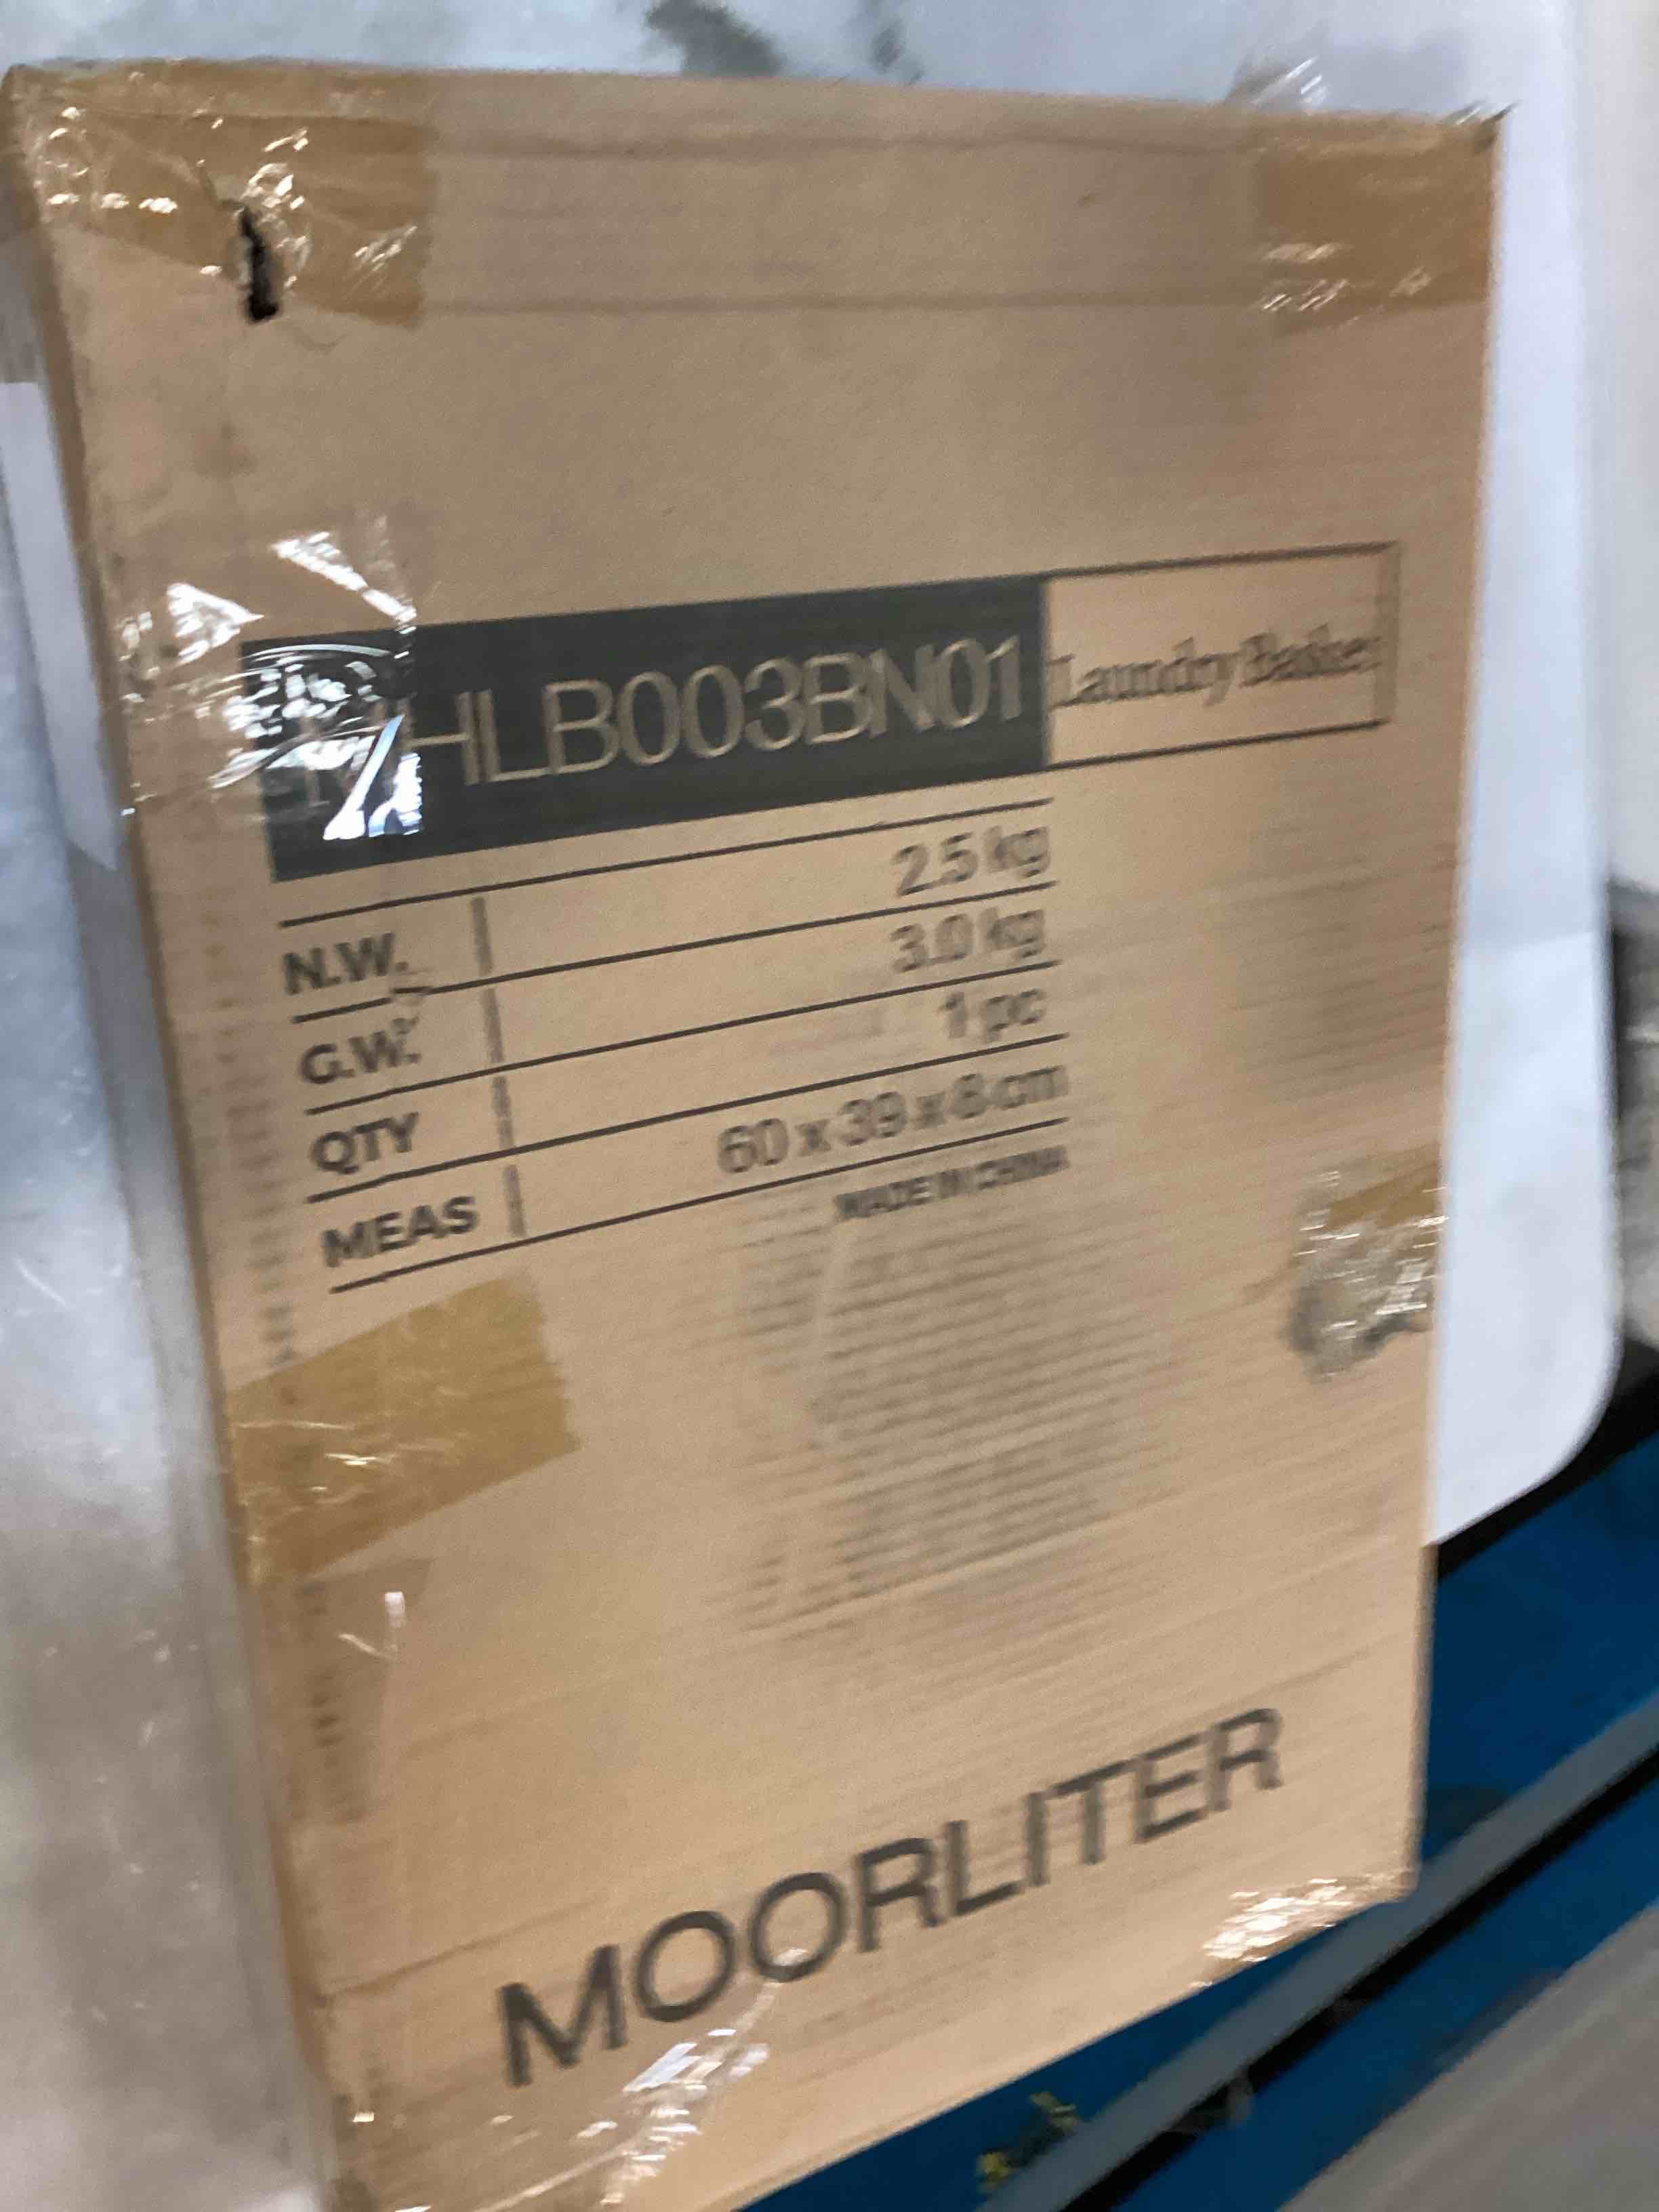 HLB003BN01 Laundry Basket
N.W. 2.5 kg
G.W. 3.0 kg
QTY 1 pc
MEAS 60 x 39 x 8 cm
MADE IN CHINA
MOORLITER